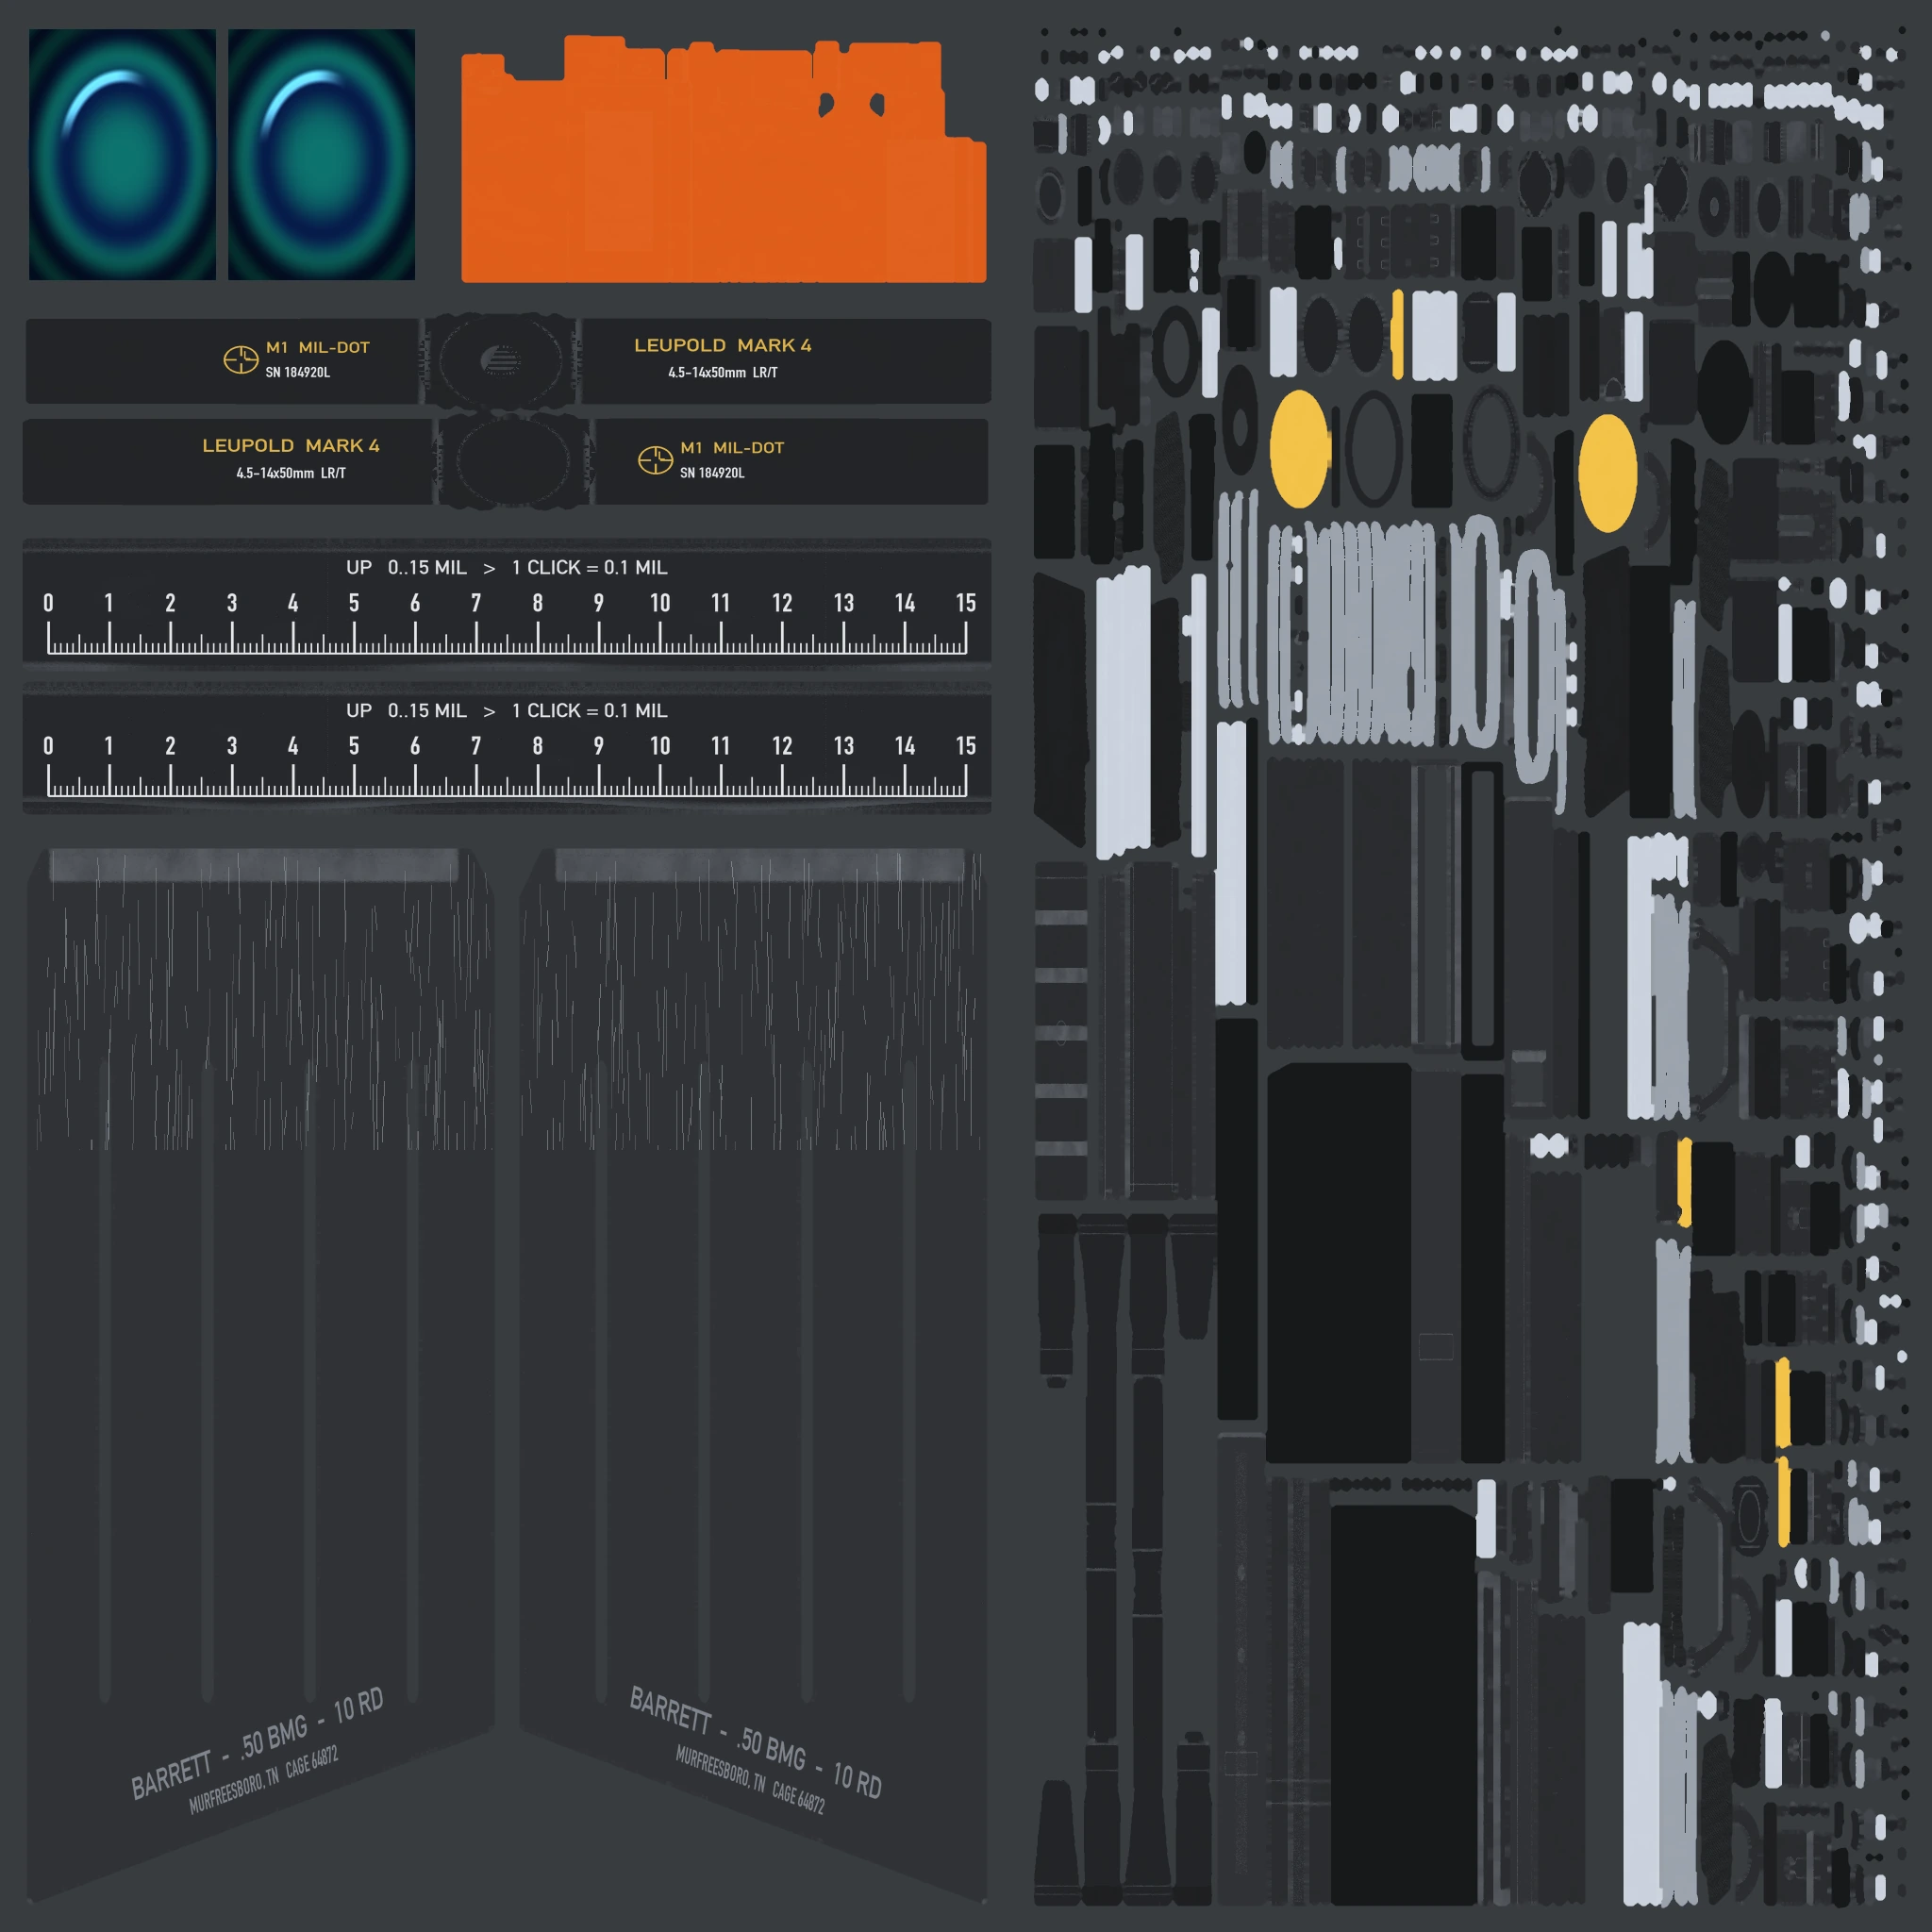 M1 MIL-DOT
SN 184920L
LEUPOLD MARK 4
4.5-14x50mm LR/T
LEUPOLD MARK 4
4.5-14x50mm LR/T
M1 MIL-DOT
SN 184920L
UP 0..15 MIL > 1 CLICK = 0.1 MIL
0 1 2 3 4 5 6 7 8 9 10 11 12 13 14 15
UP 0..15 MIL > 1 CLICK = 0.1 MIL
0 1 2 3 4 5 6 7 8 9 10 11 12 13 14 15
BARRETT - .50 BMG - 10 RD
MURFREESBORO, TN CAGE 64872
BARRETT - .50 BMG - 10 RD
MURFREESBORO, TN CAGE 64872